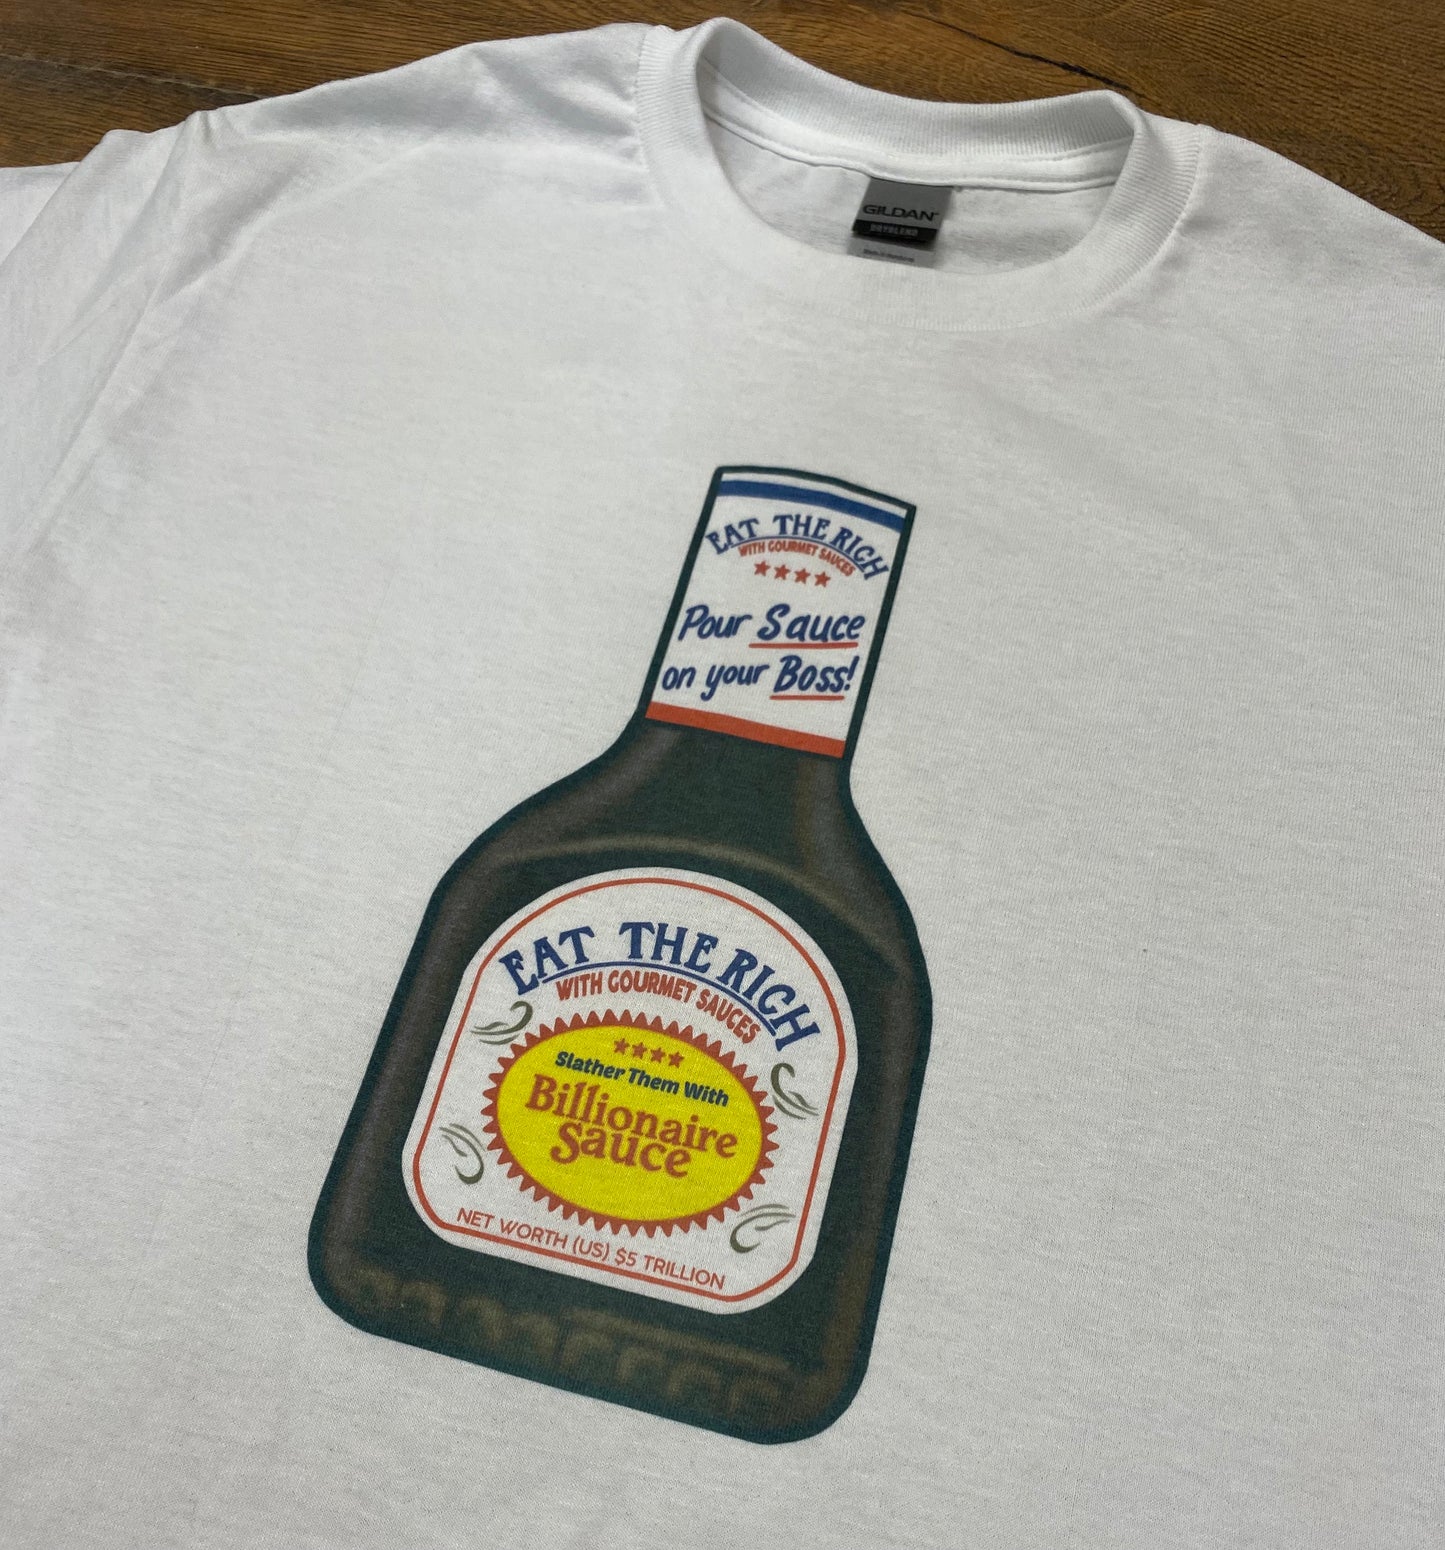 GILDAN
DRYBLEND
EAT THE RICH
WITH GOURMET SAUCES
Pour Sauce
on your Boss!
EAT THE RICH
WITH GOURMET SAUCES
Slather Them With
Billionaire
Sauce
NET WORTH (US) $5 TRILLION